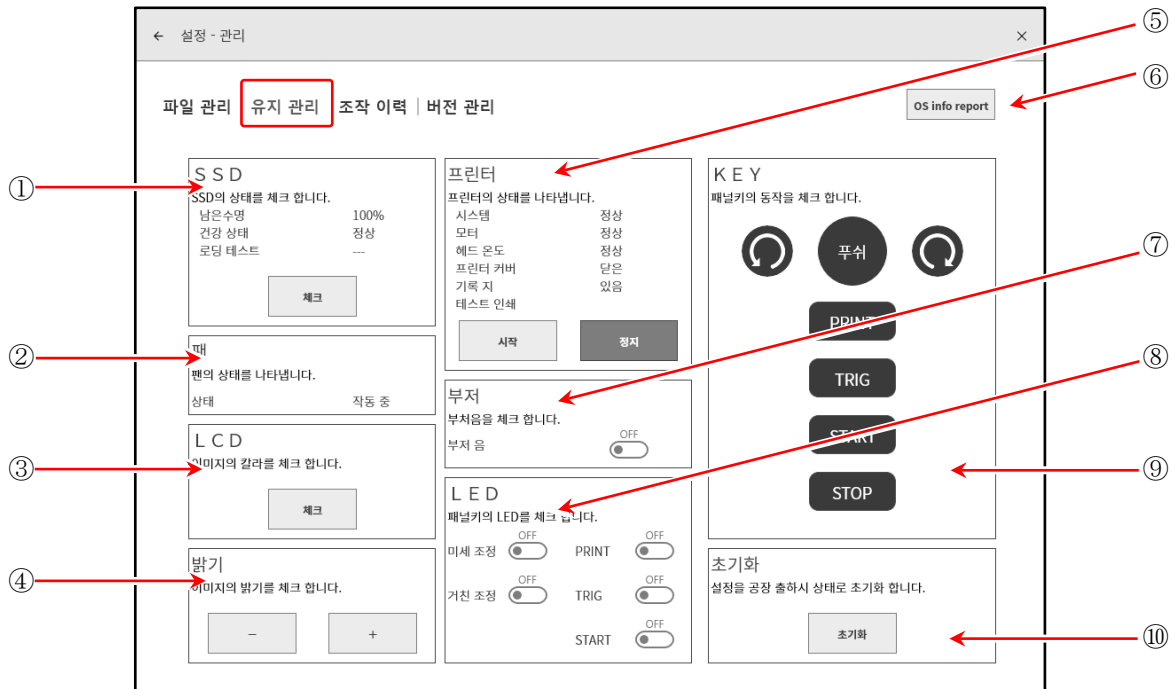 ← 설정 - 관리 ×
파일 관리 유지 관리 조작 이력 버전 관리
OS info report
①
SSD
SSD의 상태를 체크 합니다.
남은수명 100%
건강 상태 정상
로딩 테스트 ---
체크
②
때
팬의 상태를 나타냅니다.
상태 작동 중
③
LCD
이미지의 칼라를 체크 합니다.
체크
④
밝기
이미지의 밝기를 체크 합니다.
− +
⑤
프린터
프린터의 상태를 나타냅니다.
시스템 정상
모터 정상
헤드 온도 정상
프린터 커버 닫은
기록 지 있음
테스트 인쇄
시작 정지
⑥
⑦
부저
부처음을 체크 합니다.
부저 음 OFF
⑧
LED
패널키의 LED를 체크 합니다.
미세 조정 OFF PRINT OFF
거친 조정 OFF TRIG OFF
START OFF
⑨
KEY
패널키의 동작을 체크 합니다.
푸쉬
PRINT
TRIG
START
STOP
⑩
초기화
설정을 공장 출하시 상태로 초기화 합니다.
초기화